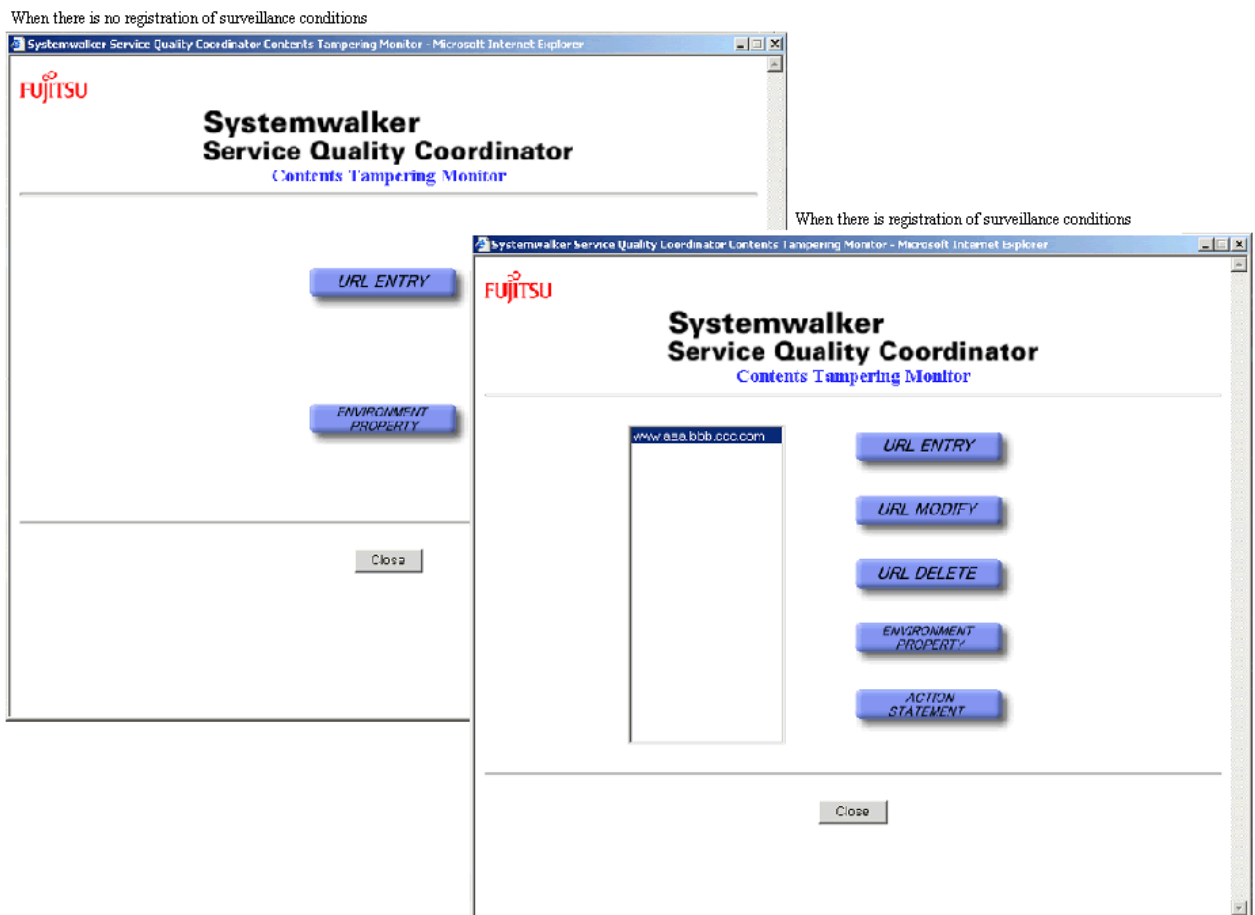 When there is no registration of surveillance conditions
Systemwalker Service Quality Coordinator Contents Tampering Monitor - Microsoft Internet Explorer
FUJITSU
Systemwalker
Service Quality Coordinator
Contents Tampering Monitor
URL ENTRY
ENVIRONMENT
PROPERTY
Close
When there is registration of surveillance conditions
Systemwalker Service Quality Coordinator Contents Tampering Monitor - Microsoft Internet Explorer
FUJITSU
Systemwalker
Service Quality Coordinator
Contents Tampering Monitor
www.aaa.bbb.ccc.com
URL ENTRY
URL MODIFY
URL DELETE
ENVIRONMENT
PROPERTY
ACTION
STATEMENT
Close